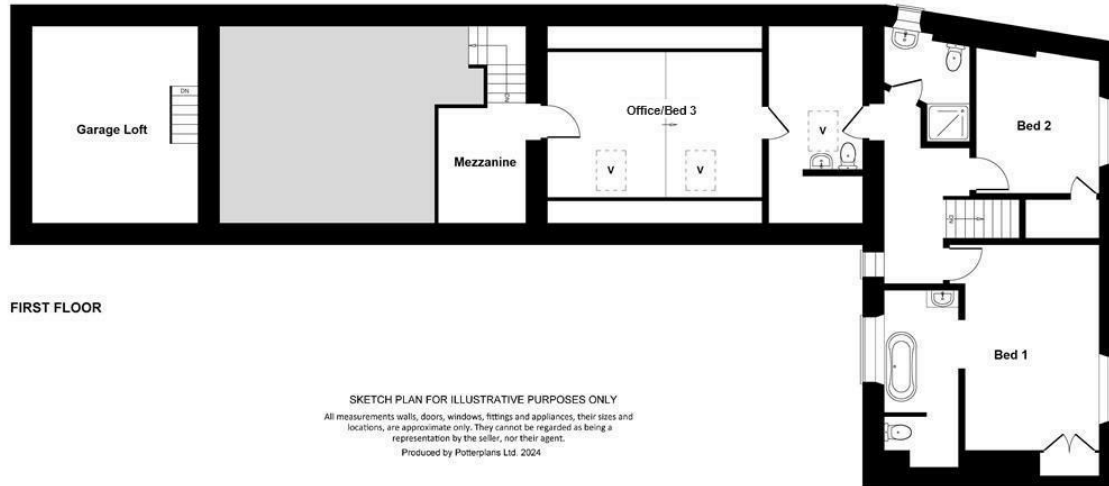 Garage Loft
DN
Mezzanine
DN
Office/Bed 3
V
V
V
Bed 2
DN
Bed 1
FIRST FLOOR
SKETCH PLAN FOR ILLUSTRATIVE PURPOSES ONLY
All measurements walls, doors, windows, fittings and appliances, their sizes and
locations, are approximate only. They cannot be regarded as being a
representation by the seller, nor their agent.
Produced by Potterplans Ltd. 2024